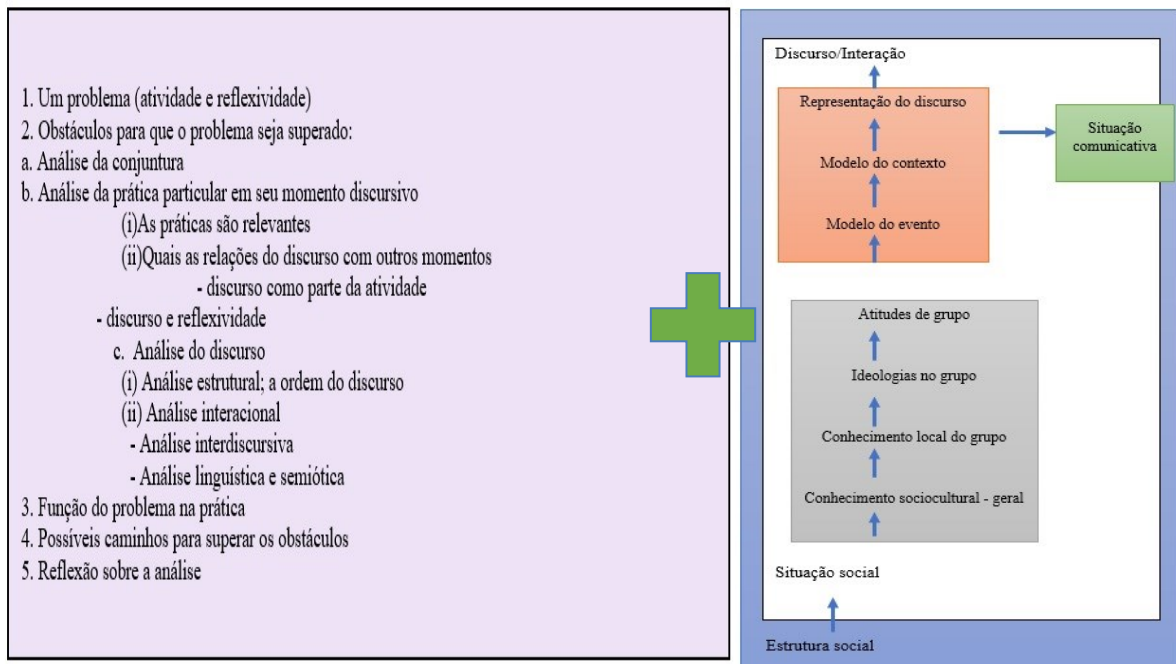 1. Um problema (atividade e reflexividade)
2. Obstáculos para que o problema seja superado:
a. Análise da conjuntura
b. Análise da prática particular em seu momento discursivo
(i)As práticas são relevantes
(ii)Quais as relações do discurso com outros momentos
- discurso como parte da atividade
- discurso e reflexividade
c. Análise do discurso
(i) Análise estrutural; a ordem do discurso
(ii) Análise interacional
- Análise interdiscursiva
- Análise linguística e semiótica
3. Função do problema na prática
4. Possíveis caminhos para superar os obstáculos
5. Reflexão sobre a análise
Discurso/Interação
Representação do discurso
Modelo do contexto
Modelo do evento
Situação
comunicativa
Atitudes de grupo
Ideologias no grupo
Conhecimento local do grupo
Conhecimento sociocultural - geral
Situação social
Estrutura social